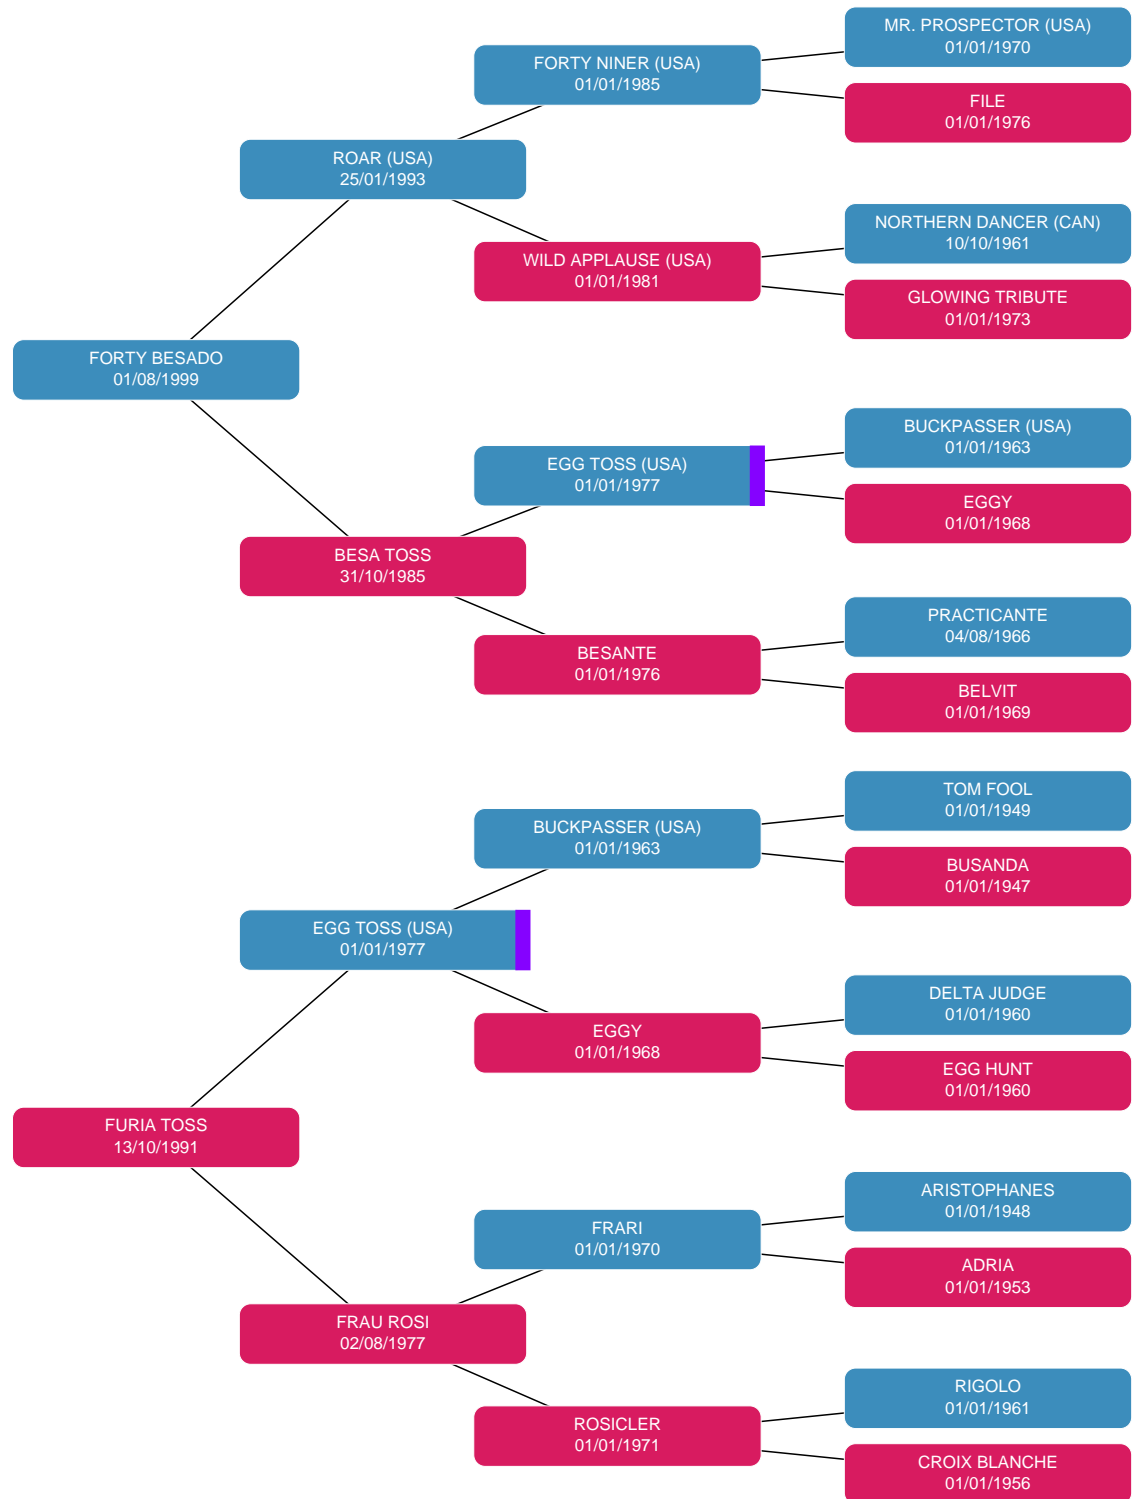 MR. PROSPECTOR (USA)
01/01/1970
FORTY NINER (USA)
01/01/1985
FILE
01/01/1976
ROAR (USA)
25/01/1993
NORTHERN DANCER (CAN)
10/10/1961
WILD APPLAUSE (USA)
01/01/1981
GLOWING TRIBUTE
01/01/1973
FORTY BESADO
01/08/1999
BUCKPASSER (USA)
01/01/1963
EGG TOSS (USA)
01/01/1977
EGGY
01/01/1968
BESA TOSS
31/10/1985
PRACTICANTE
04/08/1966
BESANTE
01/01/1976
BELVIT
01/01/1969
TOM FOOL
01/01/1949
BUCKPASSER (USA)
01/01/1963
BUSANDA
01/01/1947
EGG TOSS (USA)
01/01/1977
DELTA JUDGE
01/01/1960
EGGY
01/01/1968
EGG HUNT
01/01/1960
FURIA TOSS
13/10/1991
ARISTOPHANES
01/01/1948
FRARI
01/01/1970
ADRIA
01/01/1953
FRAU ROSI
02/08/1977
RIGOLO
01/01/1961
ROSICLER
01/01/1971
CROIX BLANCHE
01/01/1956